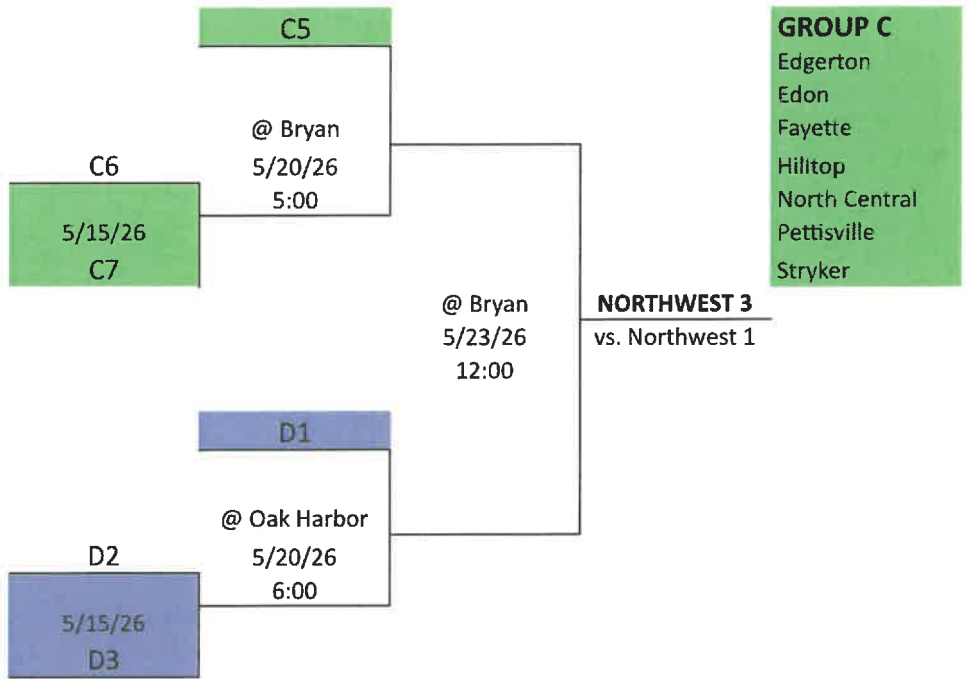 C5
@ Bryan
5/20/26
5:00
C6
5/15/26
C7
@ Bryan
5/23/26
12:00
NORTHWEST 3
vs. Northwest 1
D1
@ Oak Harbor
5/20/26
6:00
D2
5/15/26
D3
GROUP C
Edgerton
Edon
Fayette
Hilltop
North Central
Pettisville
Stryker